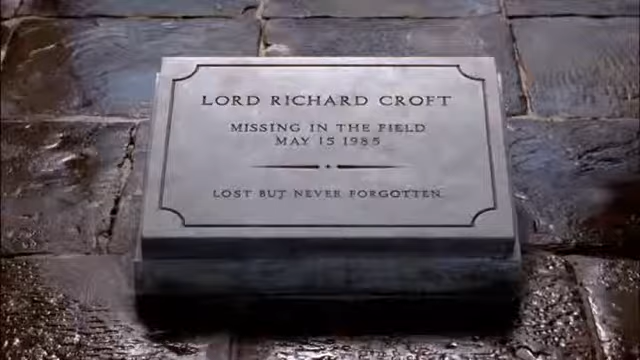 LORD RICHARD CROFT
MISSING IN THE FIELD
MAY 15 1985
LOST BUT NEVER FORGOTTEN